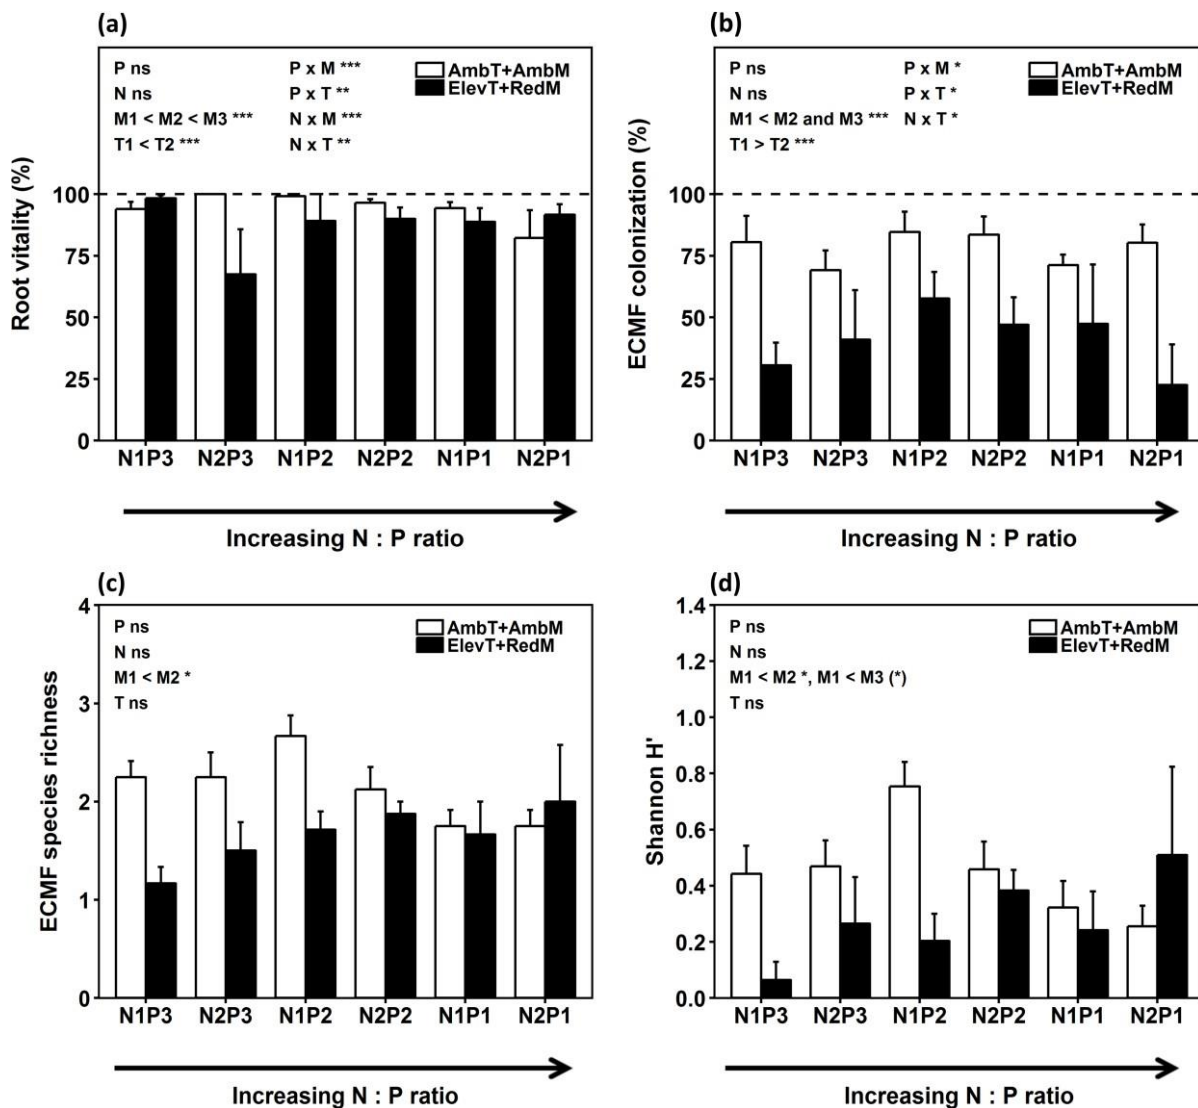 (a)
P ns P x M ***
N ns P x T **
M1 < M2 < M3 *** N x M ***
T1 < T2 *** N x T **
AmbT+AmbM
ElevT+RedM
Root vitality (%)
100
75
50
25
0
N1P3 N2P3 N1P2 N2P2 N1P1 N2P1
Increasing N : P ratio
(b)
P ns P x M *
N ns P x T *
M1 < M2 and M3 *** N x T *
T1 > T2 ***
AmbT+AmbM
ElevT+RedM
ECMF colonization (%)
100
75
50
25
0
N1P3 N2P3 N1P2 N2P2 N1P1 N2P1
Increasing N : P ratio
(c)
P ns
N ns
M1 < M2 *
T ns
AmbT+AmbM
ElevT+RedM
ECMF species richness
4
3
2
1
0
N1P3 N2P3 N1P2 N2P2 N1P1 N2P1
Increasing N : P ratio
(d)
P ns
N ns
M1 < M2 *, M1 < M3 (*)
T ns
AmbT+AmbM
ElevT+RedM
Shannon H'
1.4
1.2
1.0
0.8
0.6
0.4
0.2
0.0
N1P3 N2P3 N1P2 N2P2 N1P1 N2P1
Increasing N : P ratio